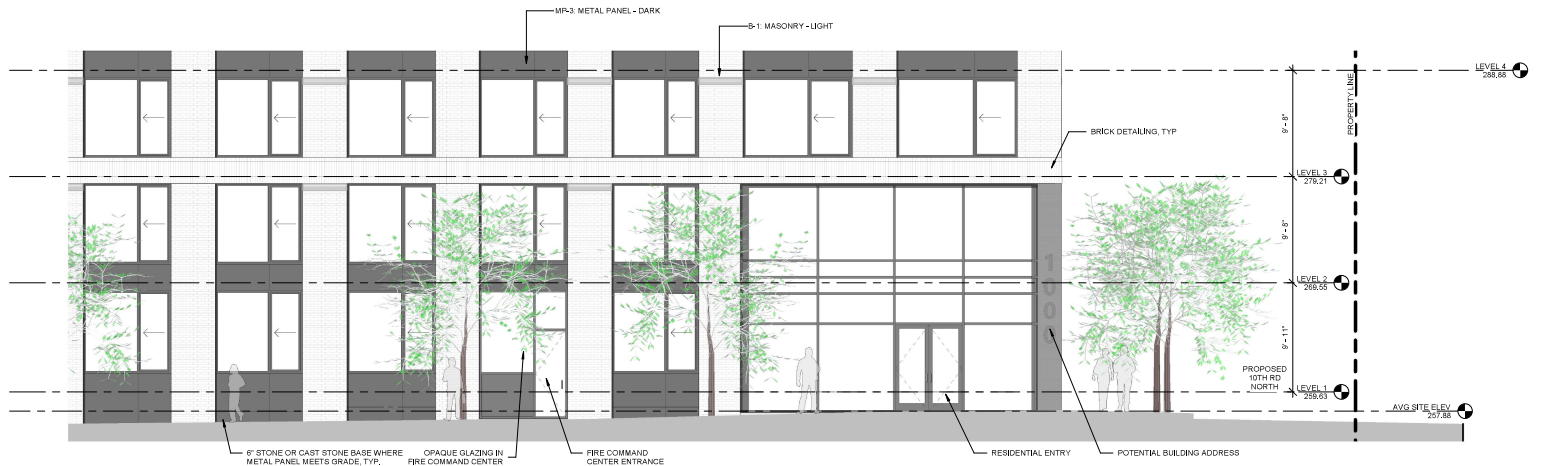 MP-3: METAL PANEL - DARK
B-1: MASONRY - LIGHT
LEVEL 4
288.88
PROPERTY LINE
9' - 8"
BRICK DETAILING, TYP
LEVEL 3
279.21
9' - 8"
1000
LEVEL 2
269.55
9' - 11"
PROPOSED
10TH RD
NORTH
LEVEL 1
259.63
AVG SITE ELEV
257.88
6" STONE OR CAST STONE BASE WHERE
METAL PANEL MEETS GRADE, TYP.
OPAQUE GLAZING IN
FIRE COMMAND CENTER
FIRE COMMAND
CENTER ENTRANCE
RESIDENTIAL ENTRY
POTENTIAL BUILDING ADDRESS